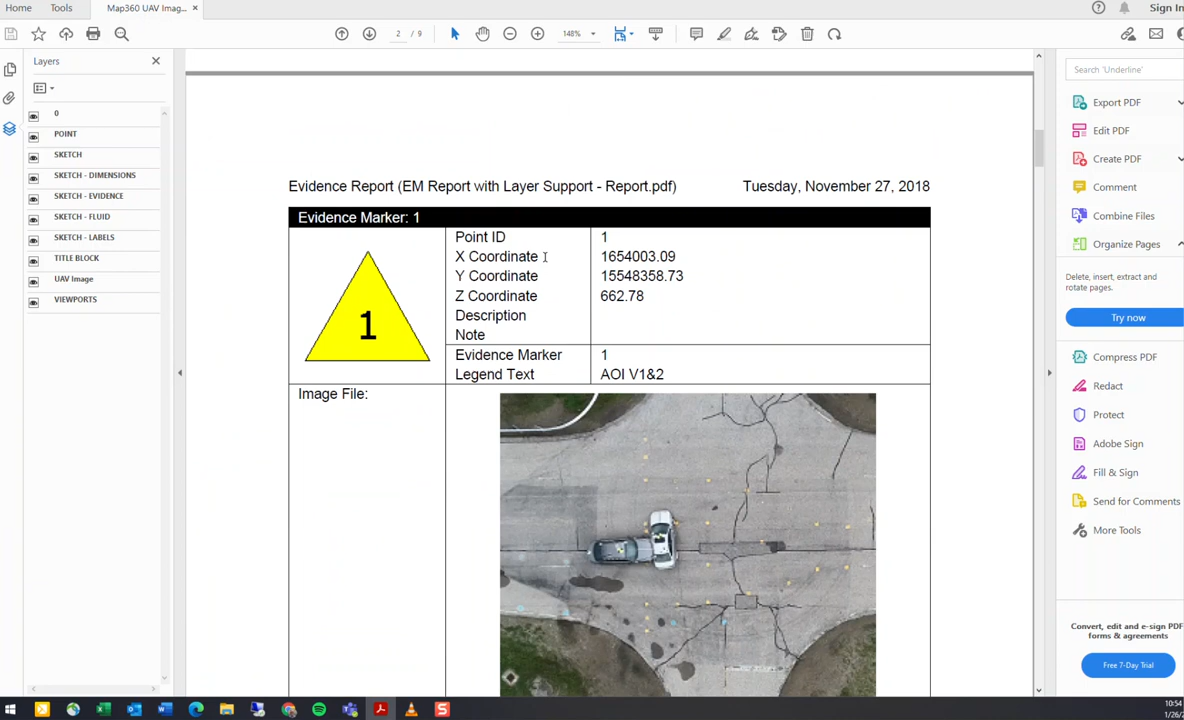 Home
Tools
Map360 UAV Imag... ×
Sign In
2 / 9
148%
Layers
0
POINT
SKETCH
SKETCH - DIMENSIONS
SKETCH - EVIDENCE
SKETCH - FLUID
SKETCH - LABELS
TITLE BLOCK
UAV Image
VIEWPORTS
Evidence Report (EM Report with Layer Support - Report.pdf)
Tuesday, November 27, 2018
Evidence Marker: 1
1
Point ID 1
X Coordinate 1654003.09
Y Coordinate 15548358.73
Z Coordinate 662.78
Description
Note
Evidence Marker 1
Legend Text AOI V1&2
Image File:
Search 'Underline'
Export PDF
Edit PDF
Create PDF
Comment
Combine Files
Organize Pages
Delete, insert, extract and
rotate pages.
Try now
Compress PDF
Redact
Protect
Adobe Sign
Fill & Sign
Send for Comments
More Tools
Convert, edit and e-sign PDF
forms & agreements
Free 7-Day Trial
10:54
1/26/2